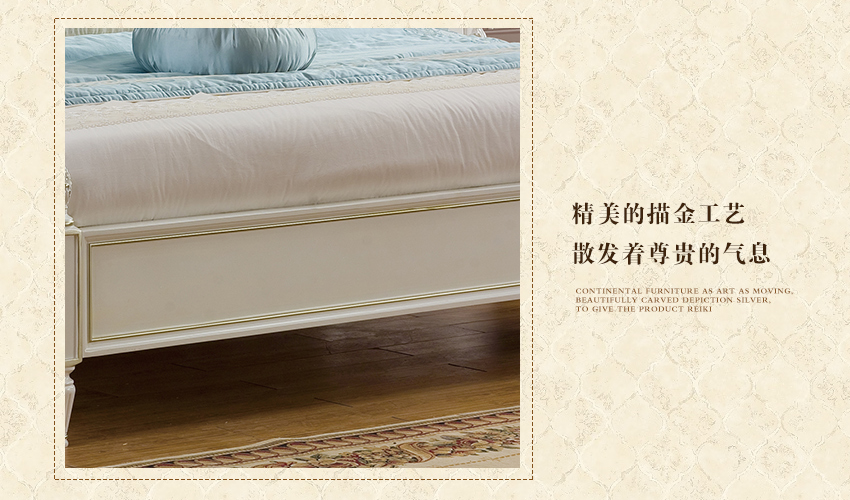 精美的描金工艺
散发着尊贵的气息
CONTINENTAL FURNITURE AS ART AS MOVING,
BEAUTIFULLY CARVED DEPICTION SILVER,
TO GIVE THE PRODUCT REIKI